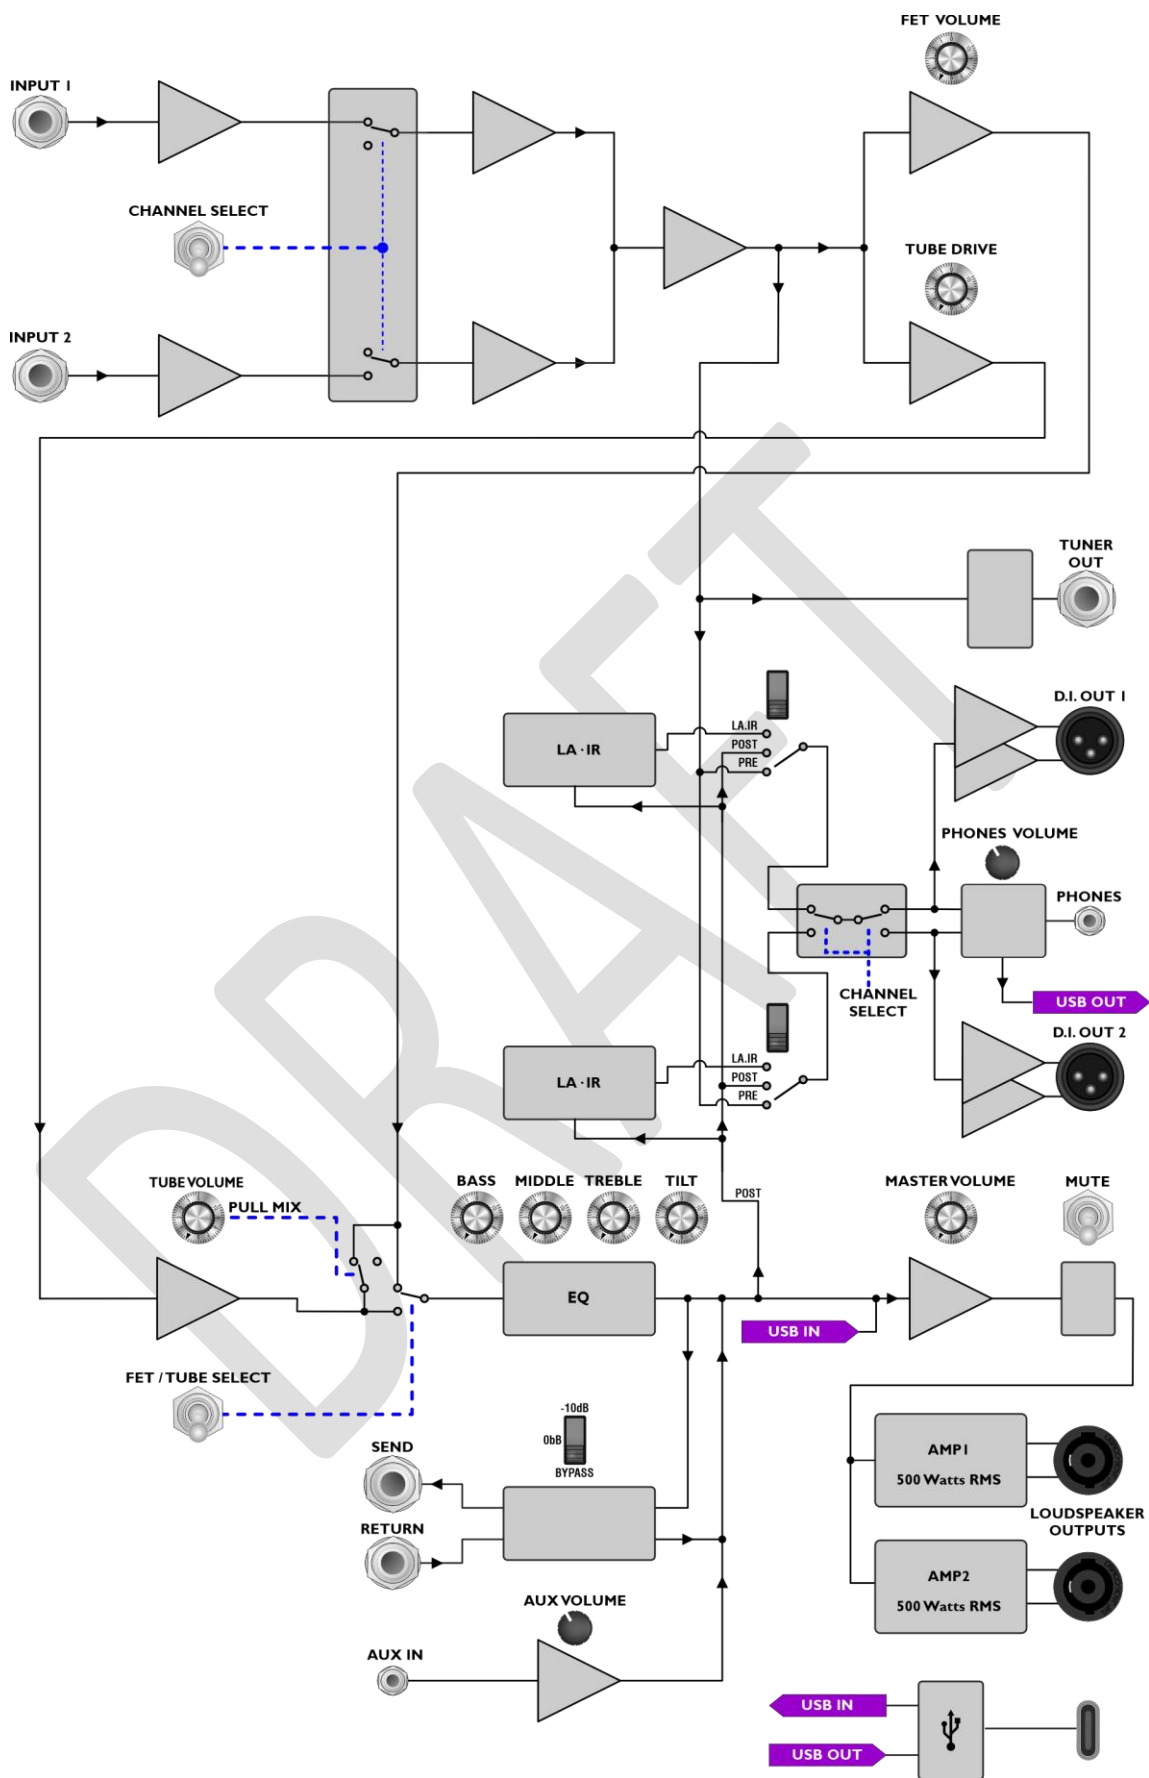 FET VOLUME
INPUT 1
CHANNEL SELECT
TUBE DRIVE
INPUT 2
TUNER
OUT
LA.IR
POST
PRE
LA · IR
D.I. OUT 1
PHONES VOLUME
PHONES
CHANNEL
SELECT
USB OUT
D.I. OUT 2
LA.IR
POST
PRE
LA · IR
TUBE VOLUME
PULL MIX
BASS
MIDDLE
TREBLE
TILT
POST
MASTER VOLUME
MUTE
EQ
USB IN
FET / TUBE SELECT
-10dB
0bB
BYPASS
SEND
RETURN
AMP1
500 Watts RMS
LOUDSPEAKER
OUTPUTS
AMP2
500 Watts RMS
AUX VOLUME
AUX IN
USB IN
USB OUT
DRAFT